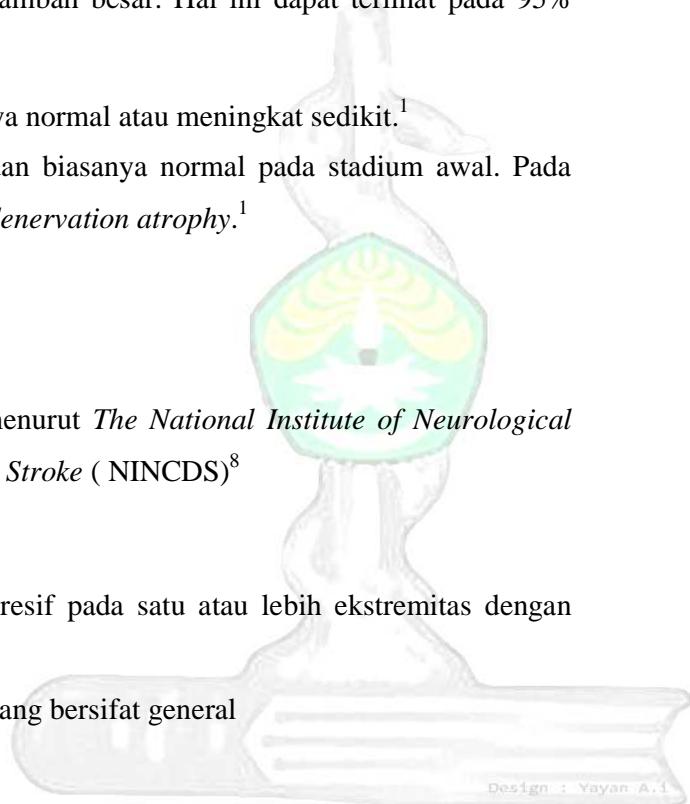 ambah besar. Hal ini dapat terlihat pada 95%
ya normal atau meningkat sedikit.1
dan biasanya normal pada stadium awal. Pada
denervation atrophy.1
menurut The National Institute of Neurological
Stroke ( NINCDS)8
resif pada satu atau lebih ekstremitas dengan
ang bersifat general
Design : Yayan A.i